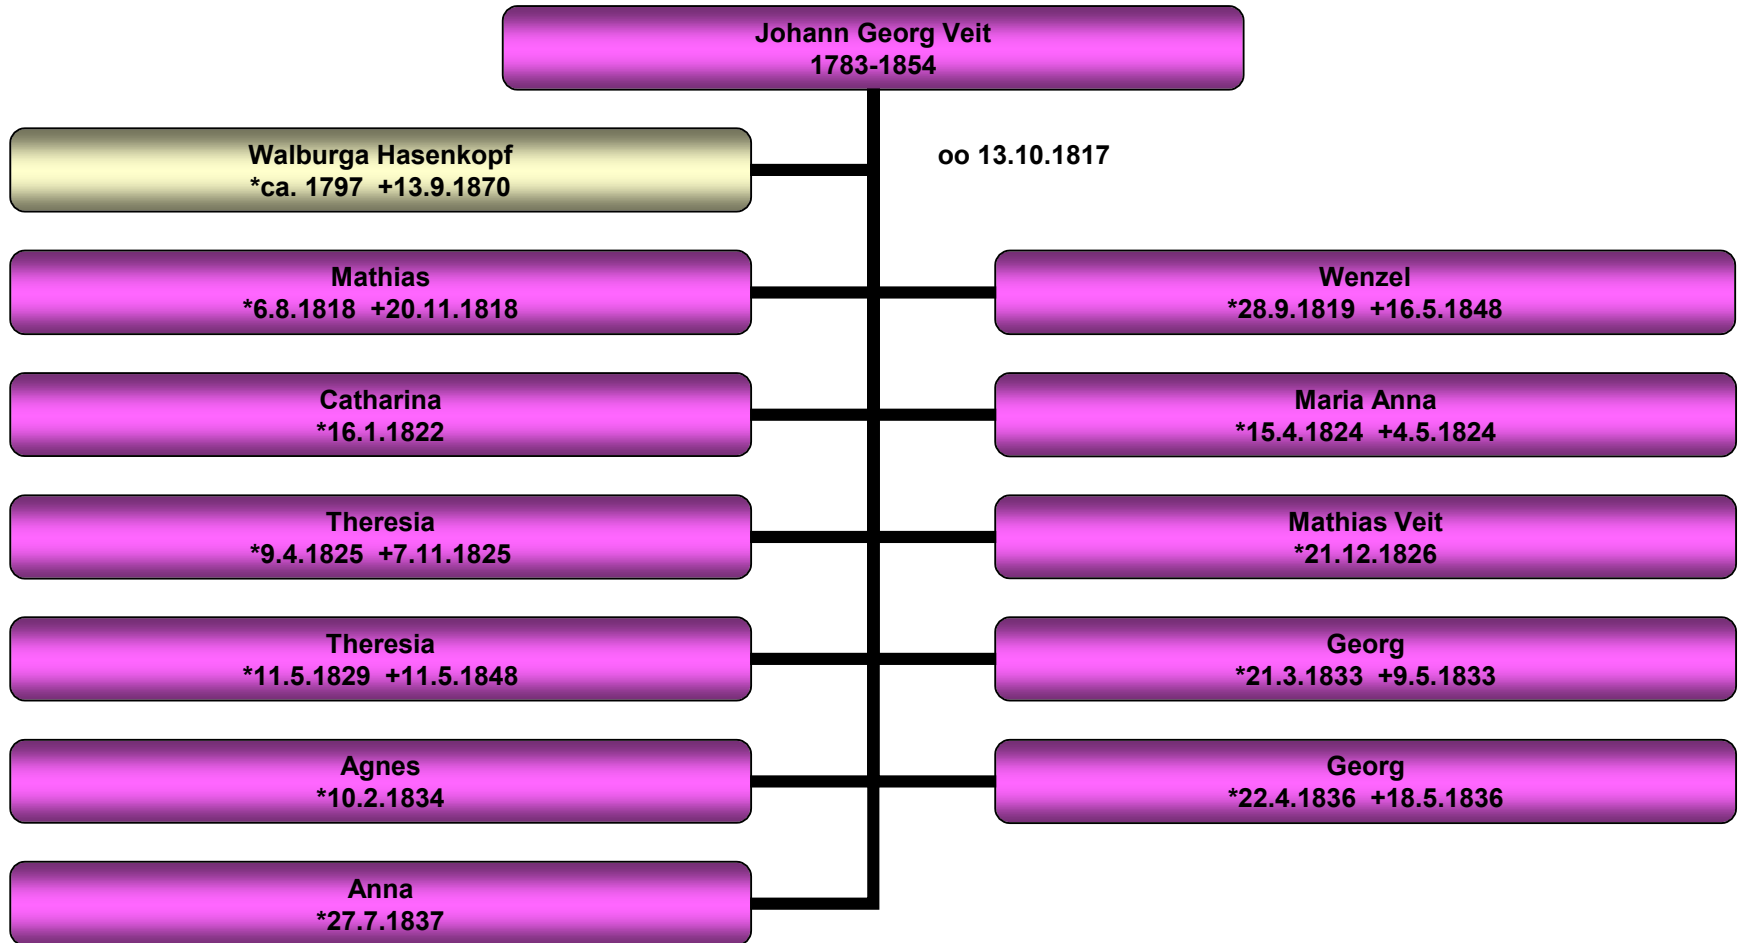 Johann Georg Veit
1783-1854
Walburga Hasenkopf
*ca. 1797 +13.9.1870
oo 13.10.1817
Mathias
*6.8.1818 +20.11.1818
Wenzel
*28.9.1819 +16.5.1848
Catharina
*16.1.1822
Maria Anna
*15.4.1824 +4.5.1824
Theresia
*9.4.1825 +7.11.1825
Mathias Veit
*21.12.1826
Theresia
*11.5.1829 +11.5.1848
Georg
*21.3.1833 +9.5.1833
Agnes
*10.2.1834
Georg
*22.4.1836 +18.5.1836
Anna
*27.7.1837